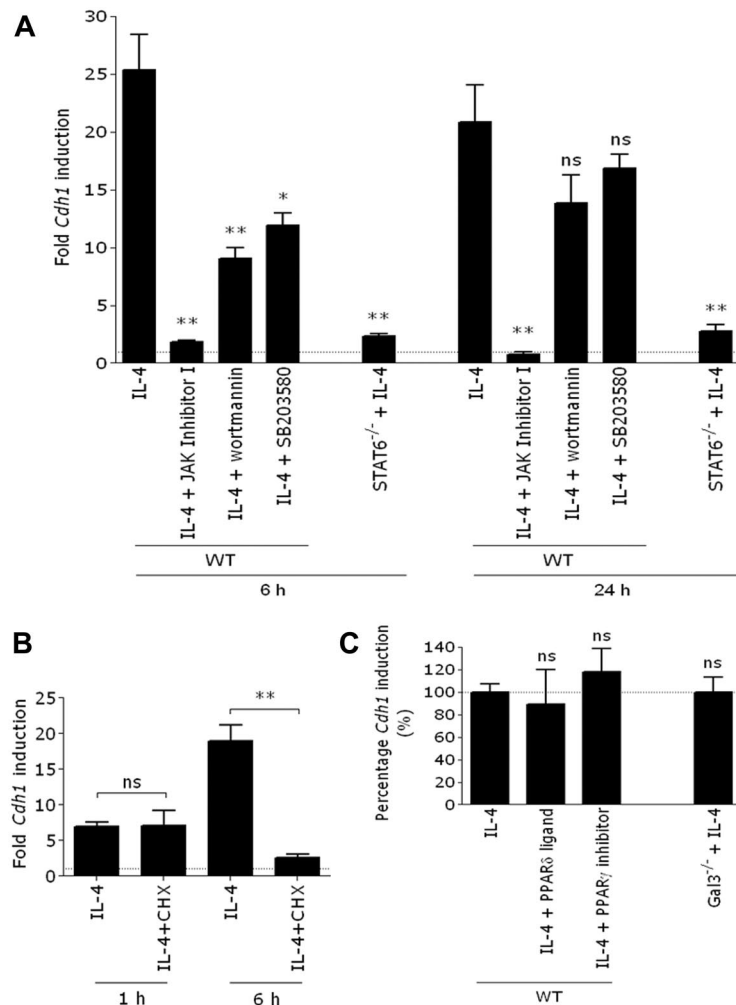 A
Fold Cdh1 induction
30
25
20
15
10
5
0
**
**
*
**
**
ns
ns
**
IL-4
IL-4 + JAK Inhibitor I
IL-4 + wortmannin
IL-4 + SB203580
STAT6-/- + IL-4
IL-4
IL-4 + JAK Inhibitor I
IL-4 + wortmannin
IL-4 + SB203580
STAT6-/- + IL-4
WT
WT
6 h
24 h
B
Fold Cdh1 induction
25
20
15
10
5
0
ns
**
IL-4
IL-4+CHX
IL-4
IL-4+CHX
1 h
6 h
C
Percentage Cdh1 induction
(%)
140
120
100
80
60
40
20
0
ns
ns
ns
IL-4
IL-4 + PPARδ ligand
IL-4 + PPARγ inhibitor
Gal3-/- + IL-4
WT